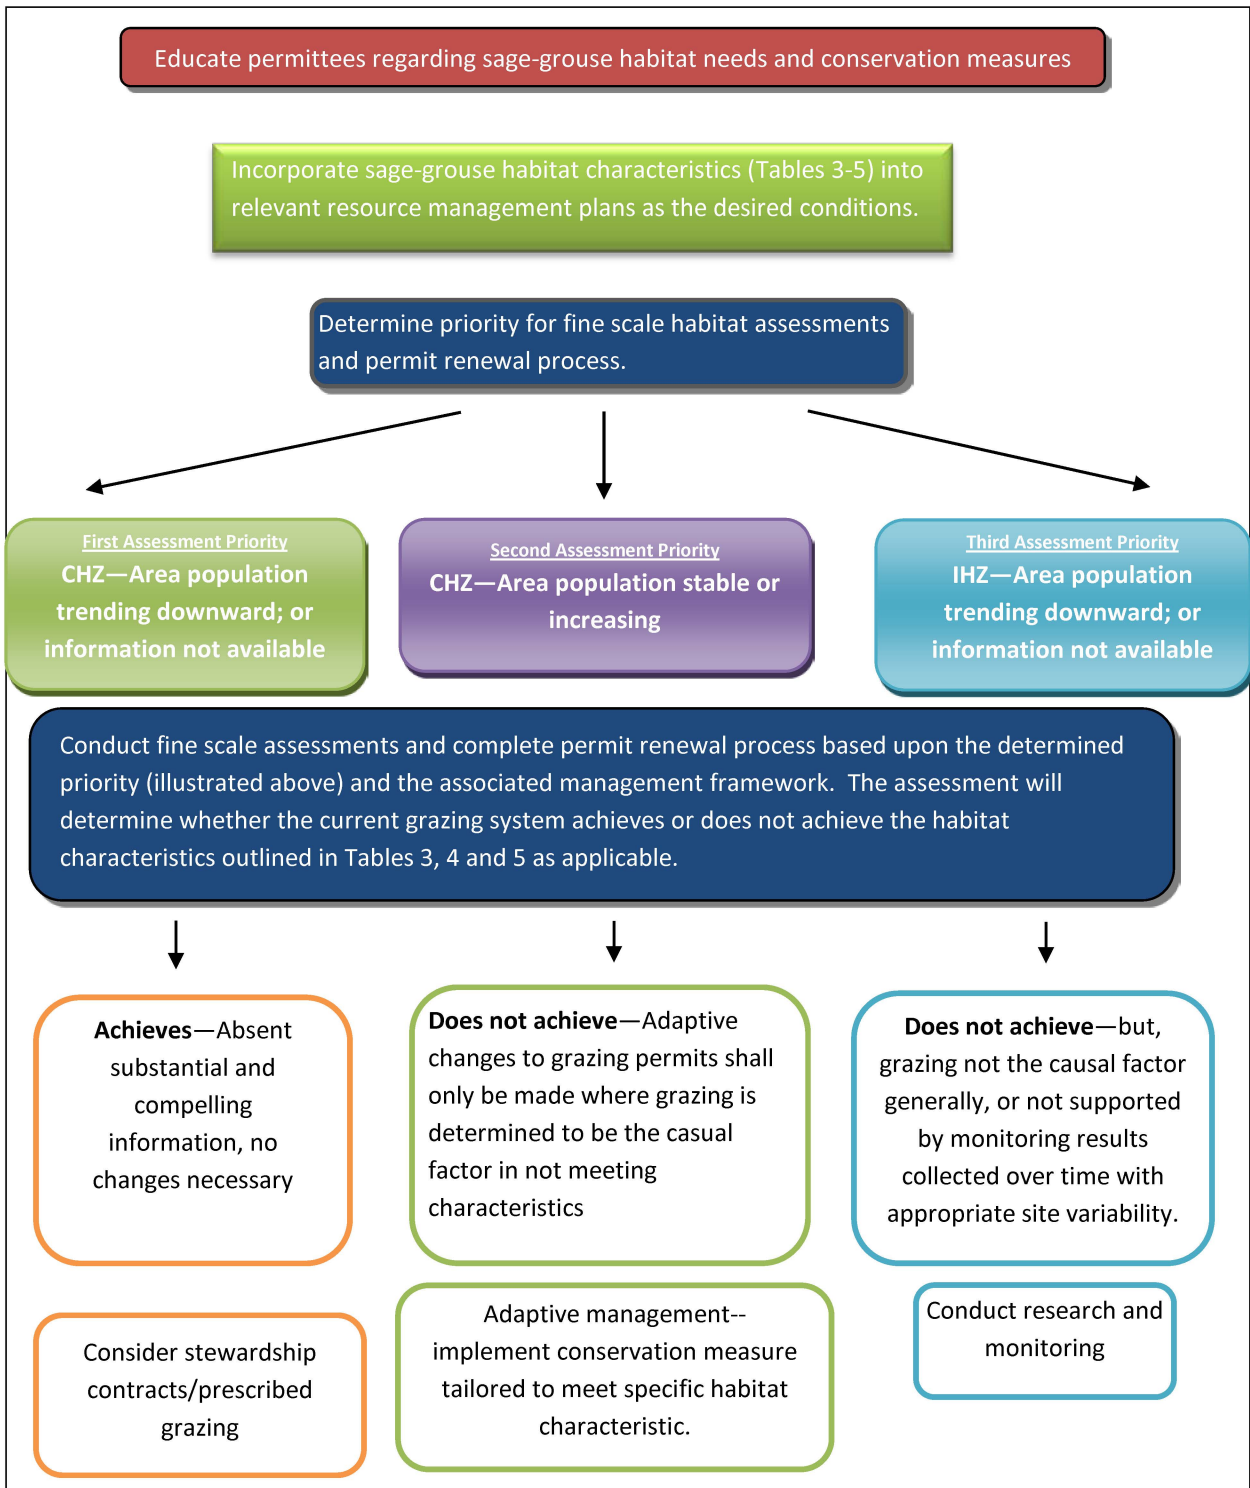 Educate permittees regarding sage-grouse habitat needs and conservation measures
Incorporate sage-grouse habitat characteristics (Tables 3-5) into
relevant resource management plans as the desired conditions.
Determine priority for fine scale habitat assessments
and permit renewal process.
First Assessment Priority
CHZ—Area population
trending downward; or
information not available
Second Assessment Priority
CHZ—Area population stable or
increasing
Third Assessment Priority
IHZ—Area population
trending downward; or
information not available
Conduct fine scale assessments and complete permit renewal process based upon the determined
priority (illustrated above) and the associated management framework.  The assessment will
determine whether the current grazing system achieves or does not achieve the habitat
characteristics outlined in Tables 3, 4 and 5 as applicable.
Achieves—Absent
substantial and
compelling
information, no
changes necessary
Does not achieve—Adaptive
changes to grazing permits shall
only be made where grazing is
determined to be the casual
factor in not meeting
characteristics
Does not achieve—but,
grazing not the causal factor
generally, or not supported
by monitoring results
collected over time with
appropriate site variability.
Consider stewardship
contracts/prescribed
grazing
Adaptive management--
implement conservation measure
tailored to meet specific habitat
characteristic.
Conduct research and
monitoring